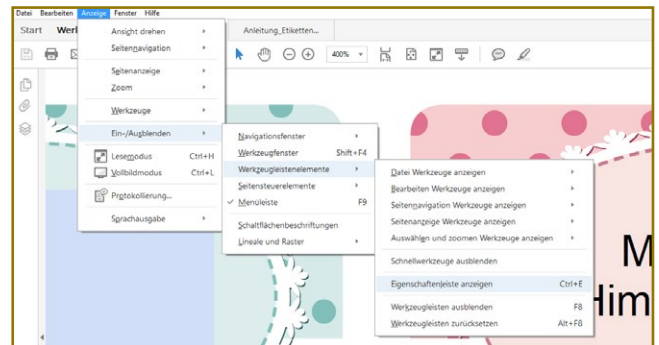 Datei Bearbeiten Anzeige Fenster Hilfe
Start Werk
Anleitung_Etiketten...
400%
Ansicht drehen
Seitennavigation
Seitenanzeige
Zoom
Werkzeuge
Ein-/Ausblenden
Lesemodus Ctrl+H
Vollbildmodus Ctrl+L
Protokollierung...
Sprachausgabe
Navigationsfenster
Werkzeugfenster Shift+F4
Werkzeugleistenelemente
Seitensteuerelemente
Menüleiste F9
Schaltflächenbeschriftungen
Lineale und Raster
Datei Werkzeuge anzeigen
Bearbeiten Werkzeuge anzeigen
Seitennavigation Werkzeuge anzeigen
Seitenanzeige Werkzeuge anzeigen
Auswählen und zoomen Werkzeuge anzeigen
Schnellwerkzeuge ausblenden
Eigenschaftenleiste anzeigen Ctrl+E
Werkzeugleisten ausblenden F8
Werkzeugleisten zurücksetzen Alt+F8
M
Him